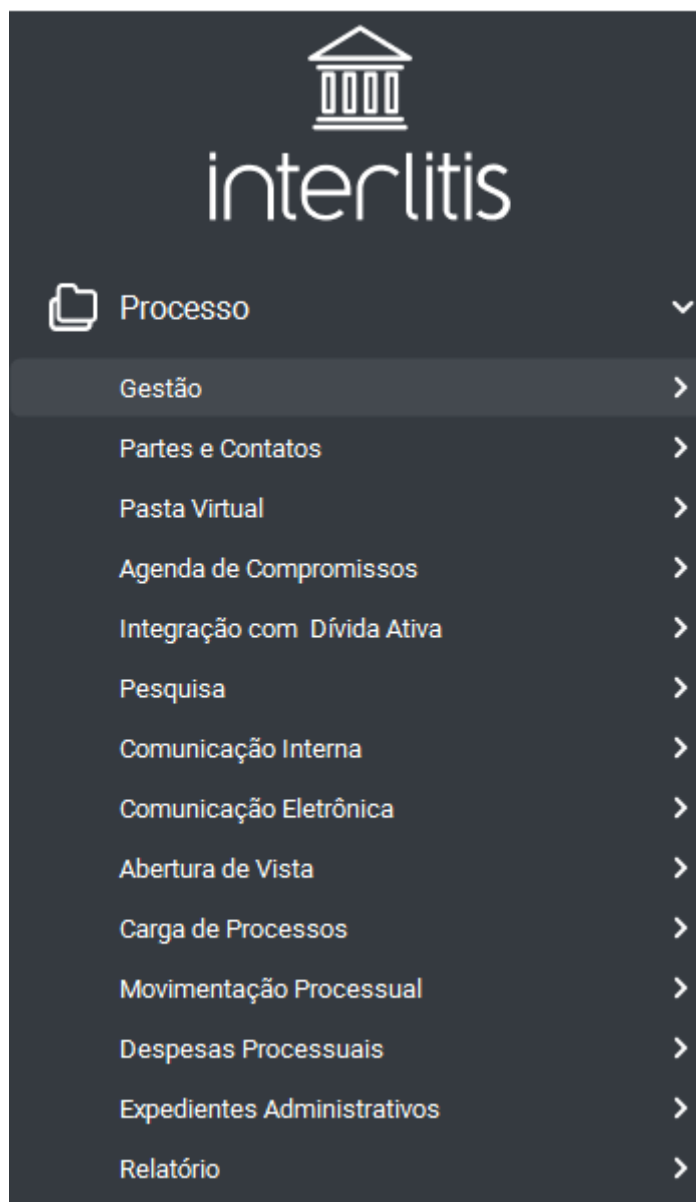 interlitis
Processo
Gestão
Partes e Contatos
Pasta Virtual
Agenda de Compromissos
Integração com  Dívida Ativa
Pesquisa
Comunicação Interna
Comunicação Eletrônica
Abertura de Vista
Carga de Processos
Movimentação Processual
Despesas Processuais
Expedientes Administrativos
Relatório